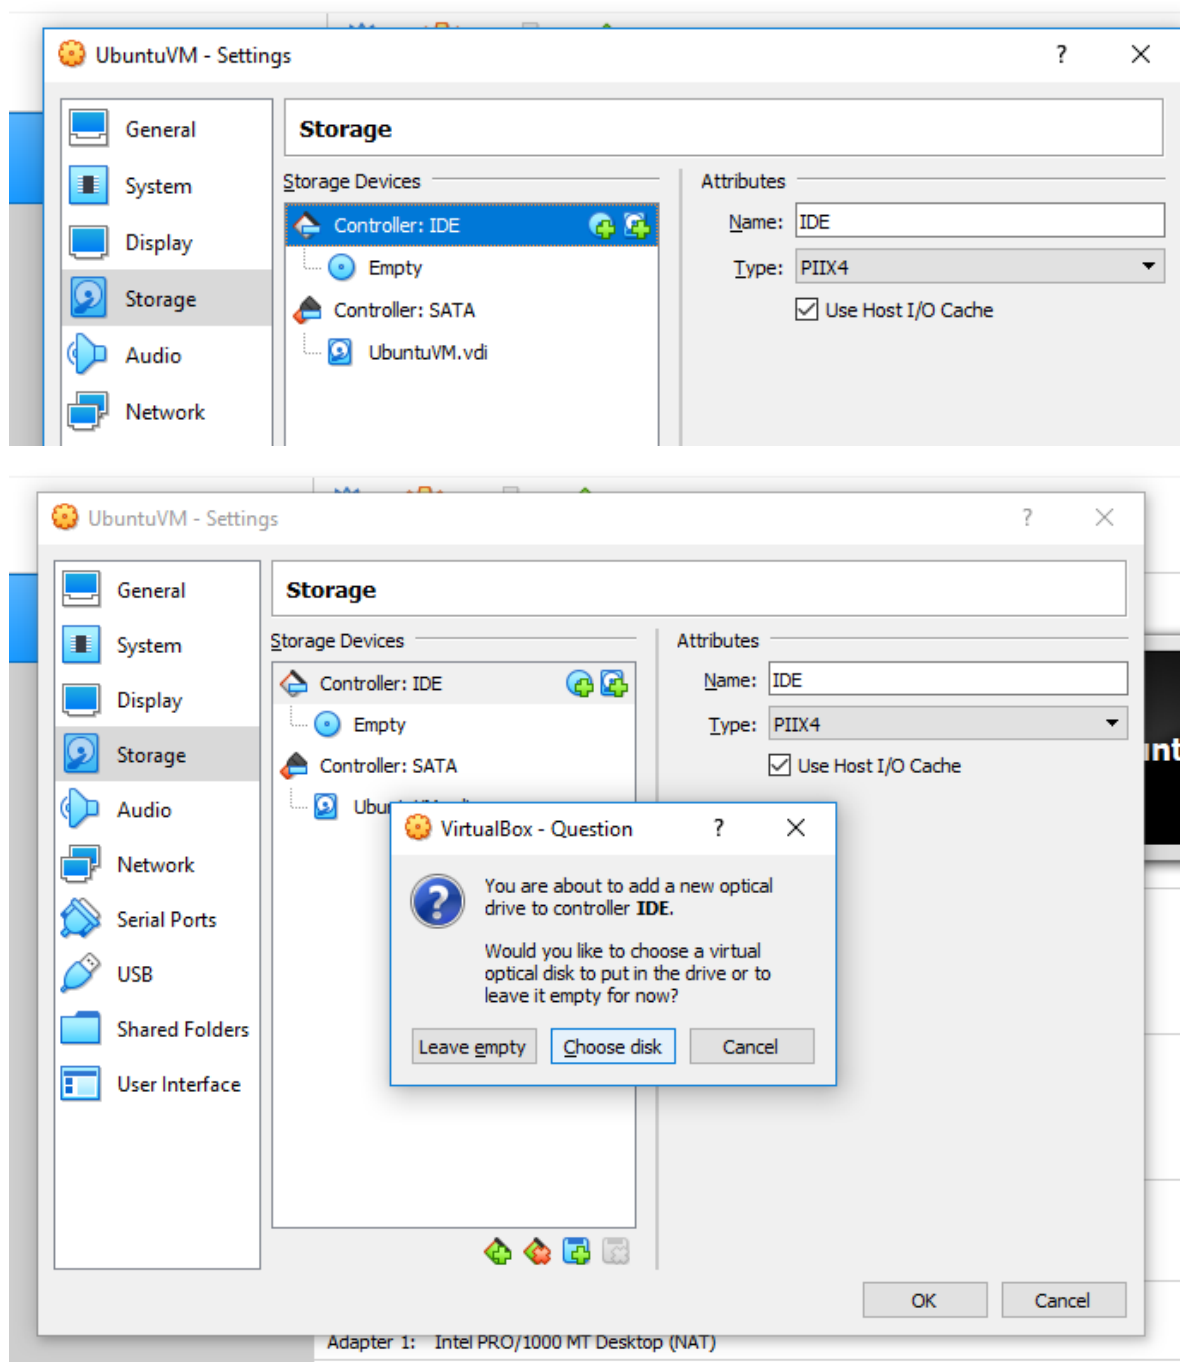 UbuntuVM - Settings
?
General
Storage
System
Storage Devices
Attributes
Controller: IDE
Name: IDE
Display
Empty
Type: PIIX4
Storage
Controller: SATA
Use Host I/O Cache
Audio
UbuntuVM.vdi
Network
UbuntuVM - Settings
?
General
Storage
System
Storage Devices
Attributes
Controller: IDE
Name: IDE
Display
Empty
Type: PIIX4
Storage
Controller: SATA
Use Host I/O Cache
Audio
VirtualBox - Question
?
Network
Serial Ports
USB
Shared Folders
User Interface
You are about to add a new optical
drive to controller IDE.
Would you like to choose a virtual
optical disk to put in the drive or to
leave it empty for now?
Leave empty
Choose disk
Cancel
OK
Cancel
Adapter 1: Intel PRO/1000 MT Desktop (NAT)